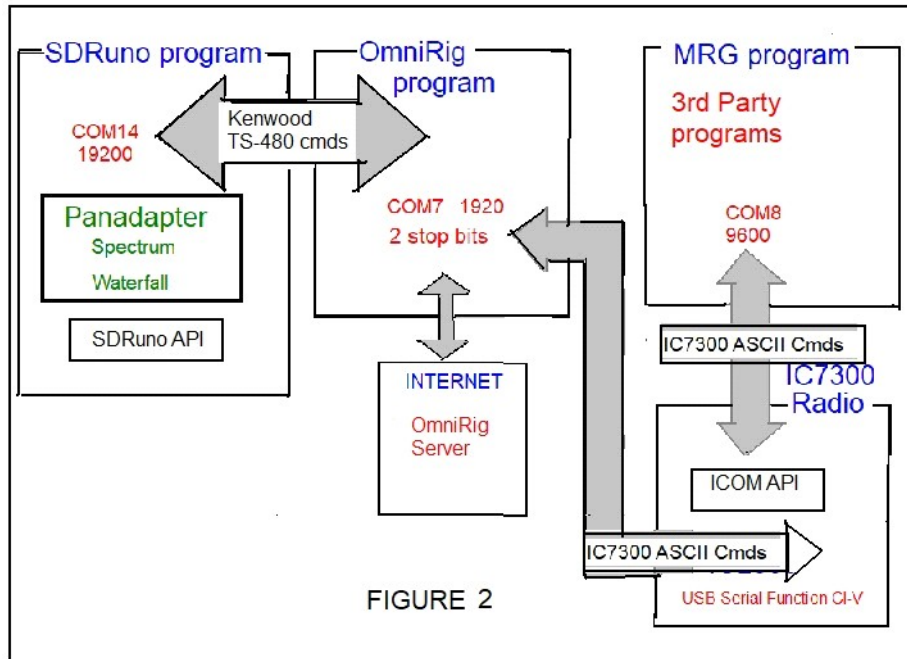 SDRuno program
COM14
19200
Panadapter
Spectrum
Waterfall
SDRuno API
Kenwood
TS-480 cmds
OmniRig
program
COM7 1920
2 stop bits
INTERNET
OmniRig
Server
MRG program
3rd Party
programs
COM8
9600
IC7300 ASCII Cmds
IC7300
Radio
ICOM API
IC7300 ASCII Cmds
USB Serial Function CI-V
FIGURE 2